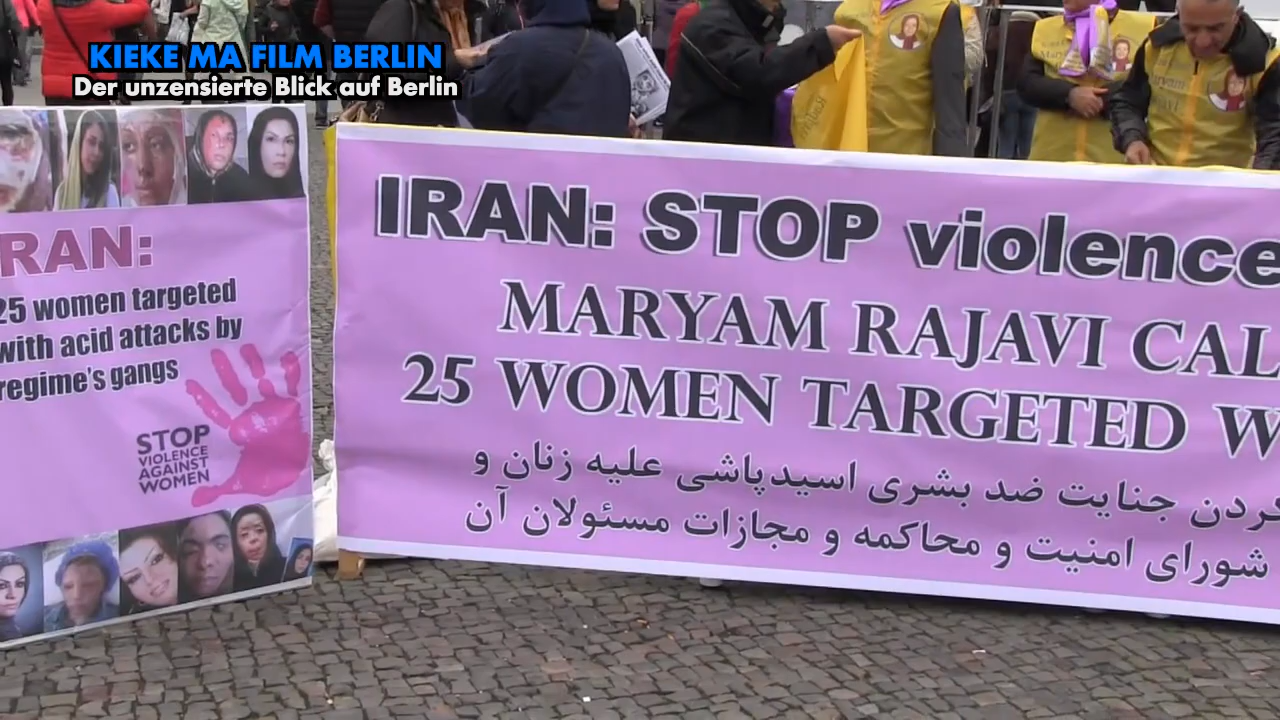 KIEKE MA FILM BERLIN
Der unzensierte Blick auf Berlin
RAN:
25 women targeted
with acid attacks by
regime's gangs
STOP
VIOLENCE
AGAINST
WOMEN
IRAN: STOP violence
MARYAM RAJAVI CAL
25 WOMEN TARGETED W
کردن جنایت ضد بشری اسیدپاشی علیه زنان و
شورای امنیت و محاکمه و مجازات مسئولان آن